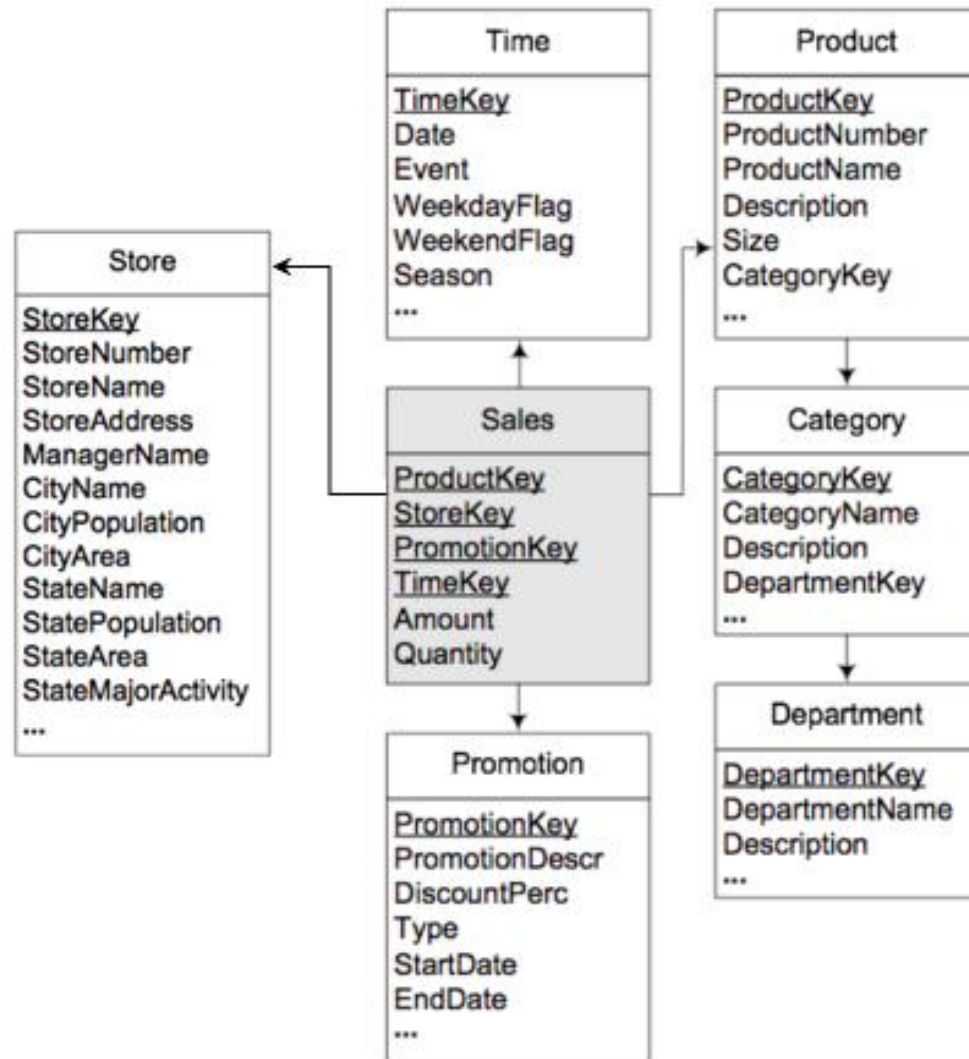 Time
TimeKey
Date
Event
WeekdayFlag
WeekendFlag
Season
...
Product
ProductKey
ProductNumber
ProductName
Description
Size
CategoryKey
...
Store
StoreKey
StoreNumber
StoreName
StoreAddress
ManagerName
CityName
CityPopulation
CityArea
StateName
StatePopulation
StateArea
StateMajorActivity
...
Sales
ProductKey
StoreKey
PromotionKey
TimeKey
Amount
Quantity
Category
CategoryKey
CategoryName
Description
DepartmentKey
...
Promotion
PromotionKey
PromotionDescr
DiscountPerc
Type
StartDate
EndDate
...
Department
DepartmentKey
DepartmentName
Description
...